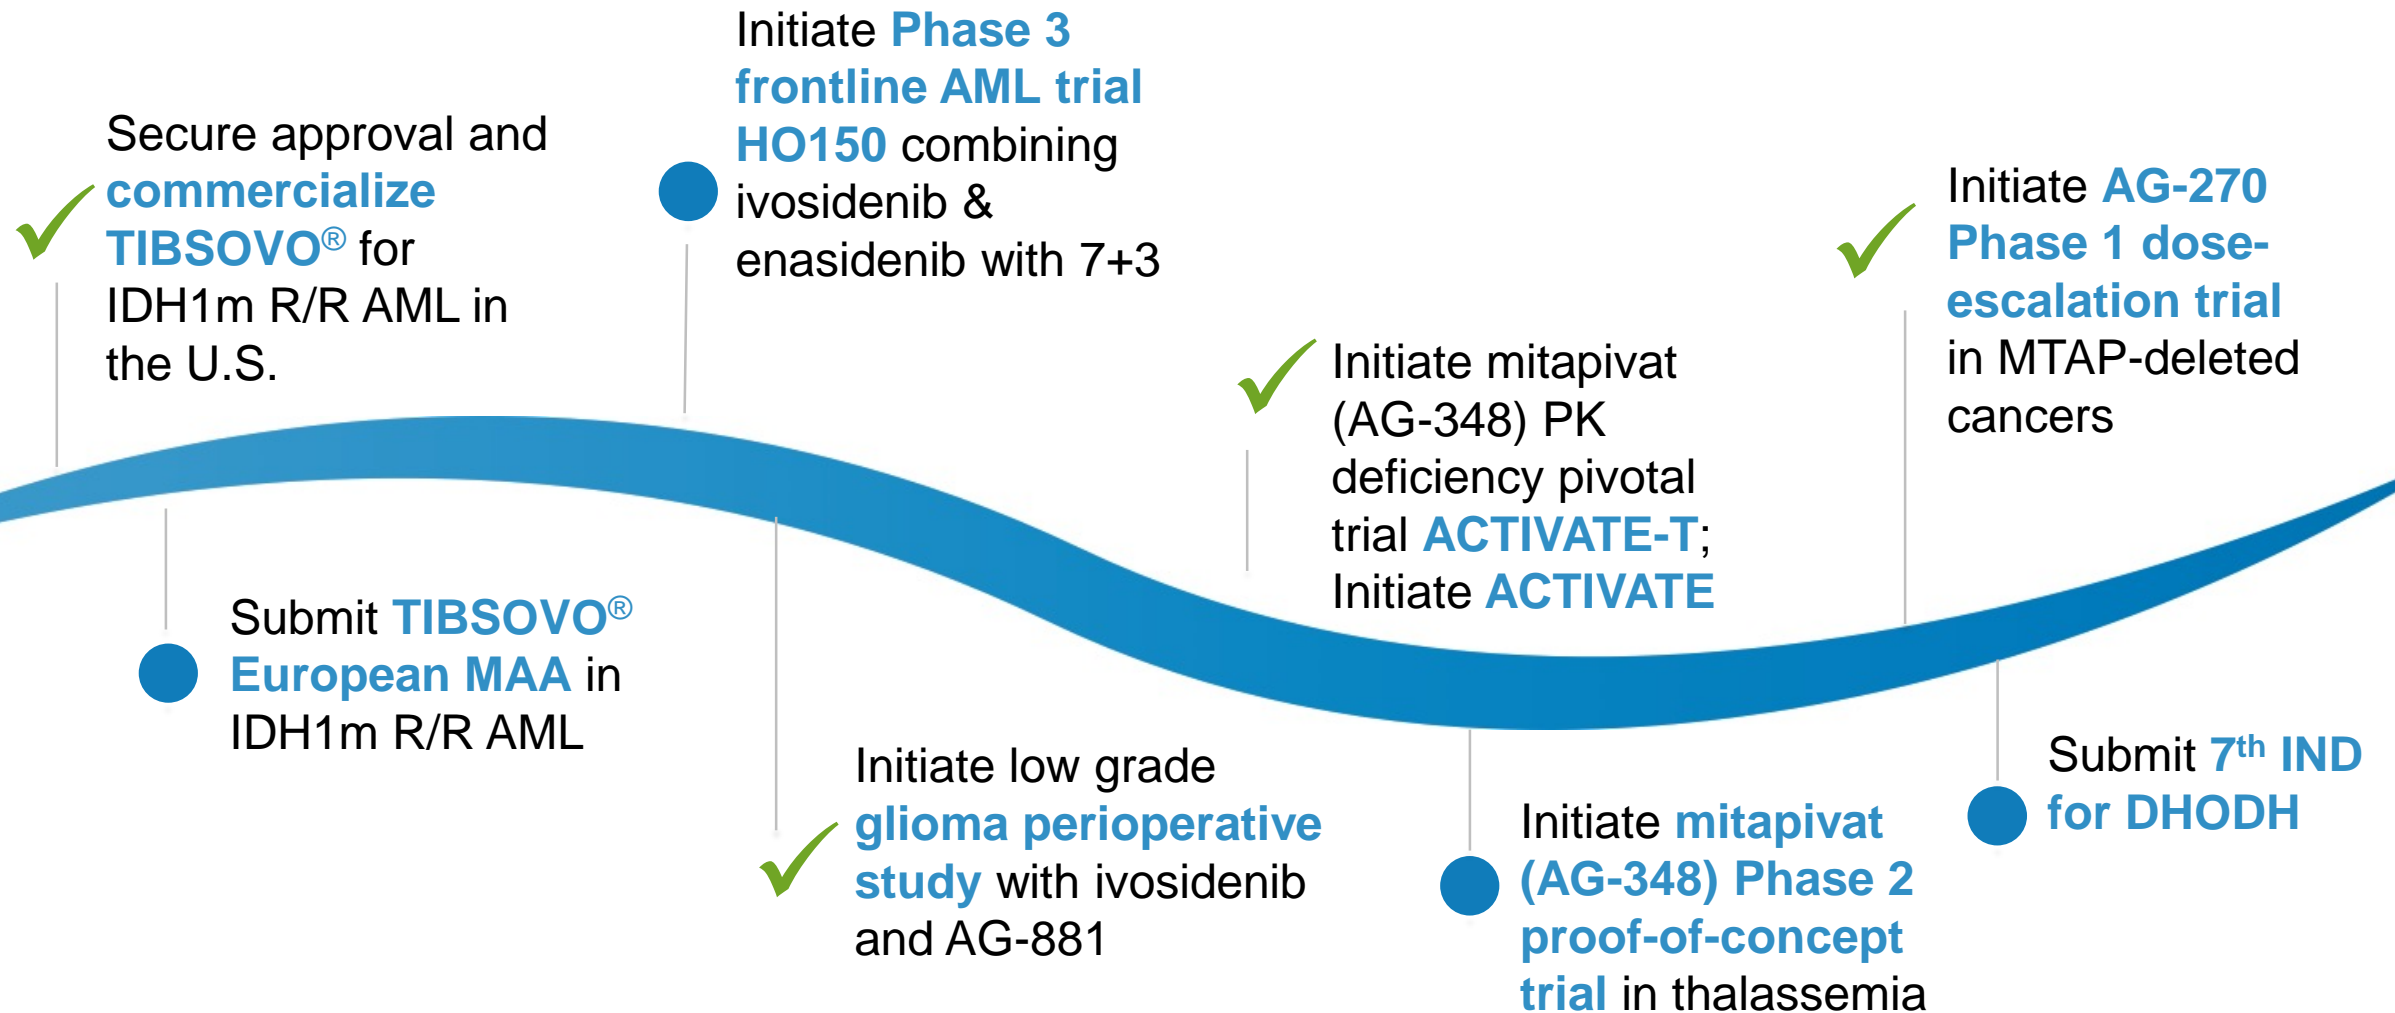 Secure approval and
commercialize
TIBSOVO® for
IDH1m R/R AML in
the U.S.
Submit TIBSOVO®
European MAA in
IDH1m R/R AML
Initiate Phase 3
frontline AML trial
HO150 combining
ivosidenib &
enasidenib with 7+3
Initiate low grade
glioma perioperative
study with ivosidenib
and AG-881
Initiate mitapivat
(AG-348) PK
deficiency pivotal
trial ACTIVATE-T;
Initiate ACTIVATE
Initiate mitapivat
(AG-348) Phase 2
proof-of-concept
trial in thalassemia
Initiate AG-270
Phase 1 dose-
escalation trial
in MTAP-deleted
cancers
Submit 7th IND
for DHODH